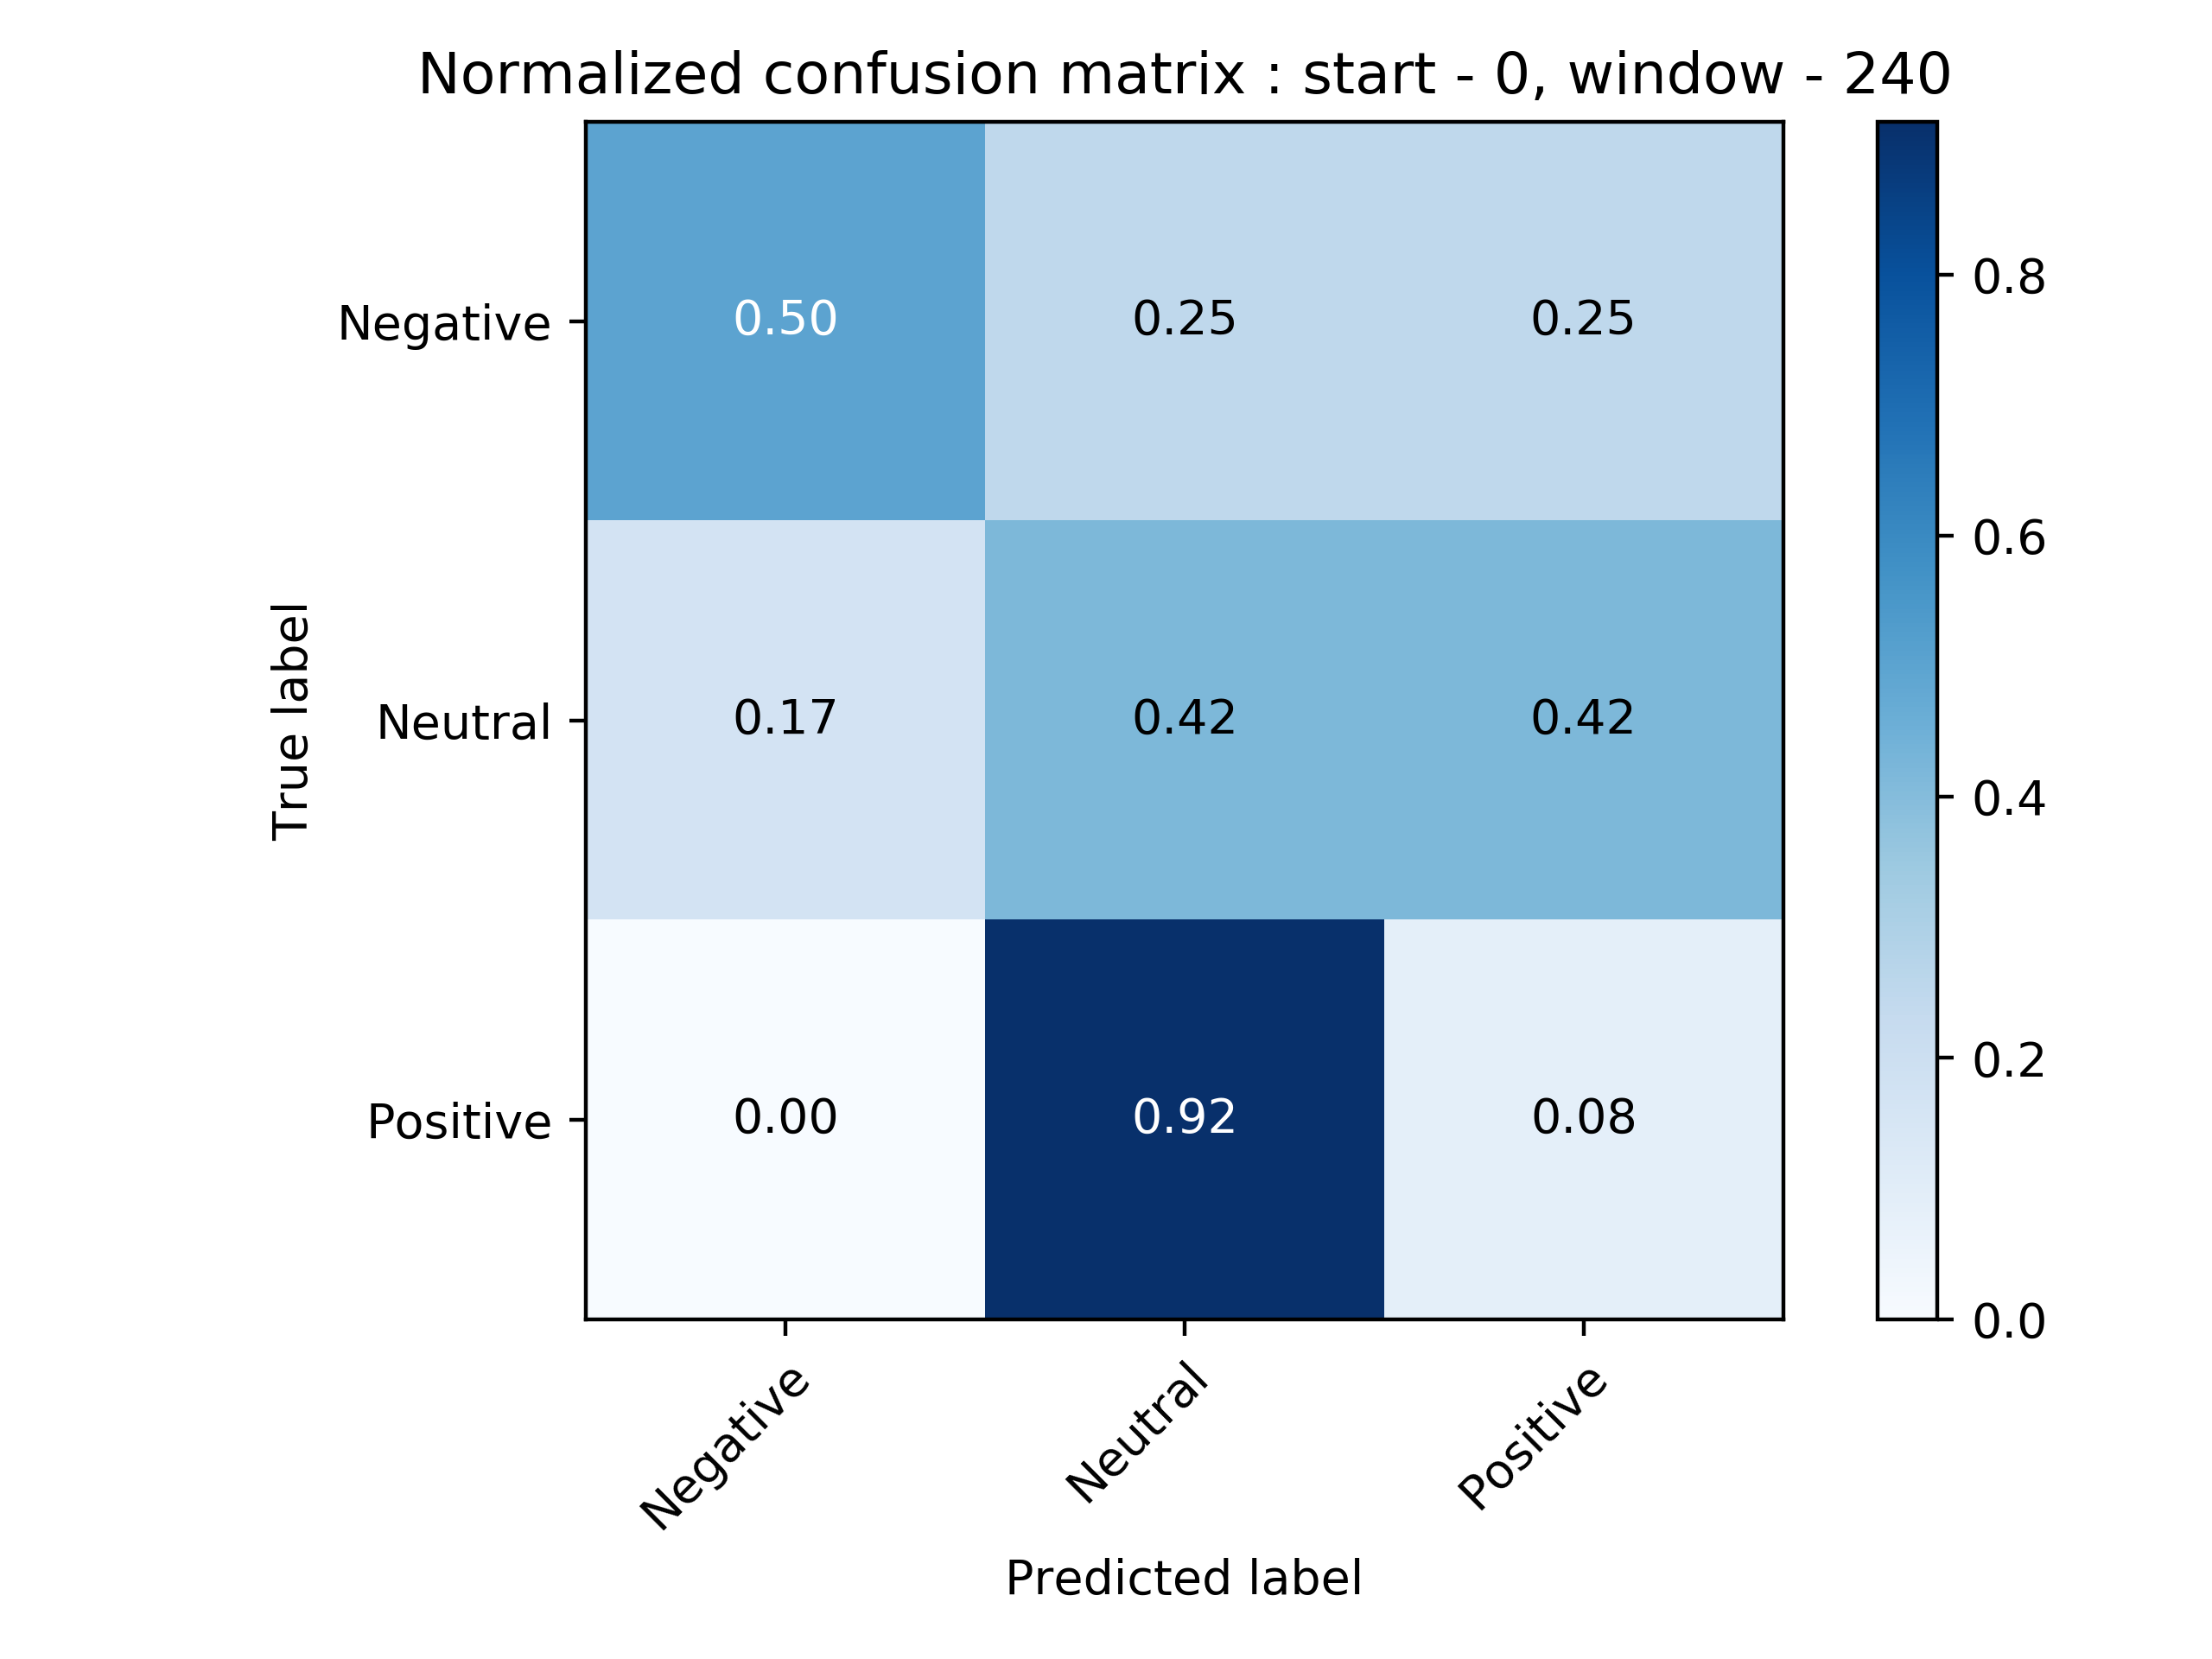 Normalized confusion matrix : start - 0, window - 240
True label
Negative
0.50
0.25
0.25
Neutral
0.17
0.42
0.42
Positive
0.00
0.92
0.08
Negative
Neutral
Positive
Predicted label
0.8
0.6
0.4
0.2
0.0